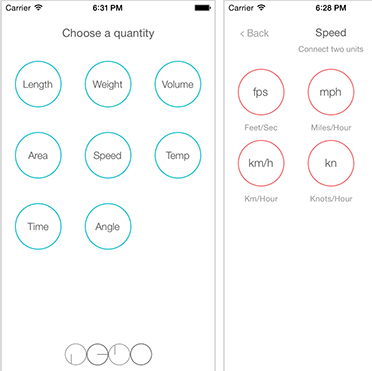 Carrier 6:31 PM
Choose a quantity
Length Weight Volume
Area Speed Temp
Time Angle
Carrier 6:28 PM
< Back Speed
Connect two units
fps mph
Feet/Sec Miles/Hour
km/h kn
Km/Hour Knots/Hour